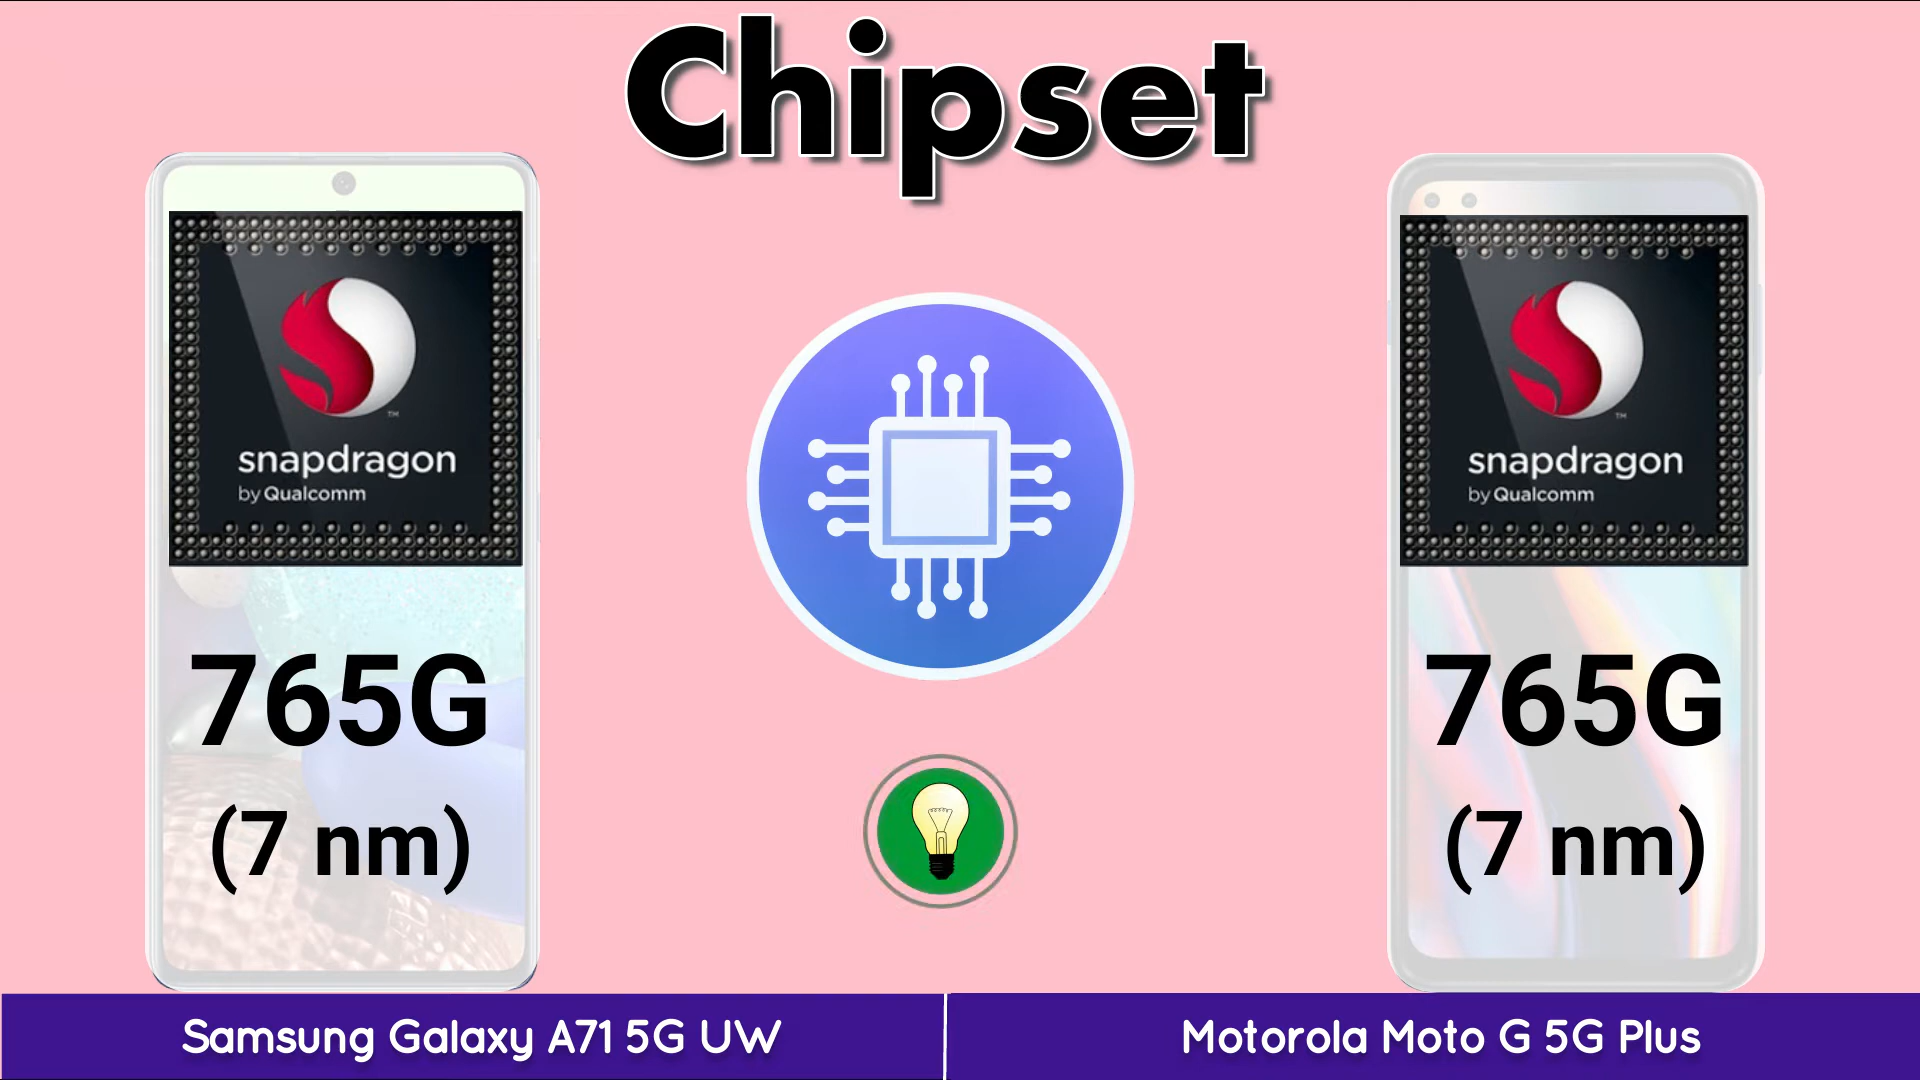 Chipset
snapdragon
by Qualcomm
765G
(7 nm)
snapdragon
by Qualcomm
765G
(7 nm)
Samsung Galaxy A71 5G UW
Motorola Moto G 5G Plus